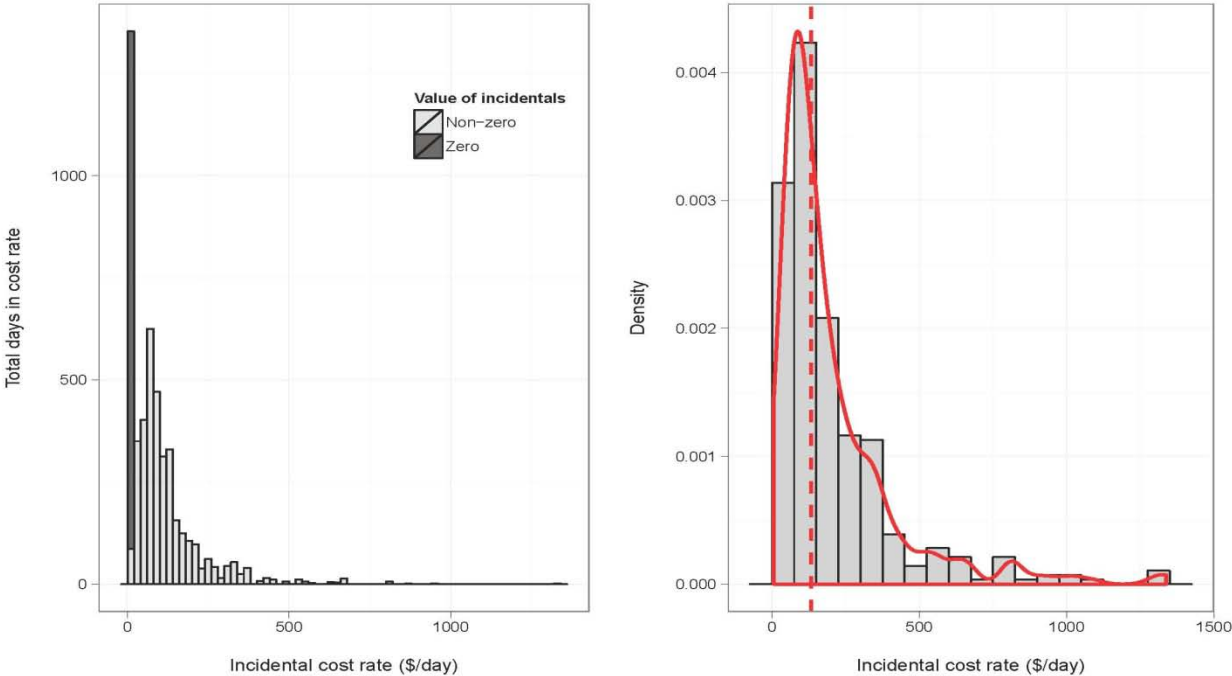 Total days in cost rate
1000
500
0
Value of incidentals
Non-zero
Zero
0
500
1000
Incidental cost rate ($/day)
Density
0.004
0.003
0.002
0.001
0.000
0
500
1000
1500
Incidental cost rate ($/day)